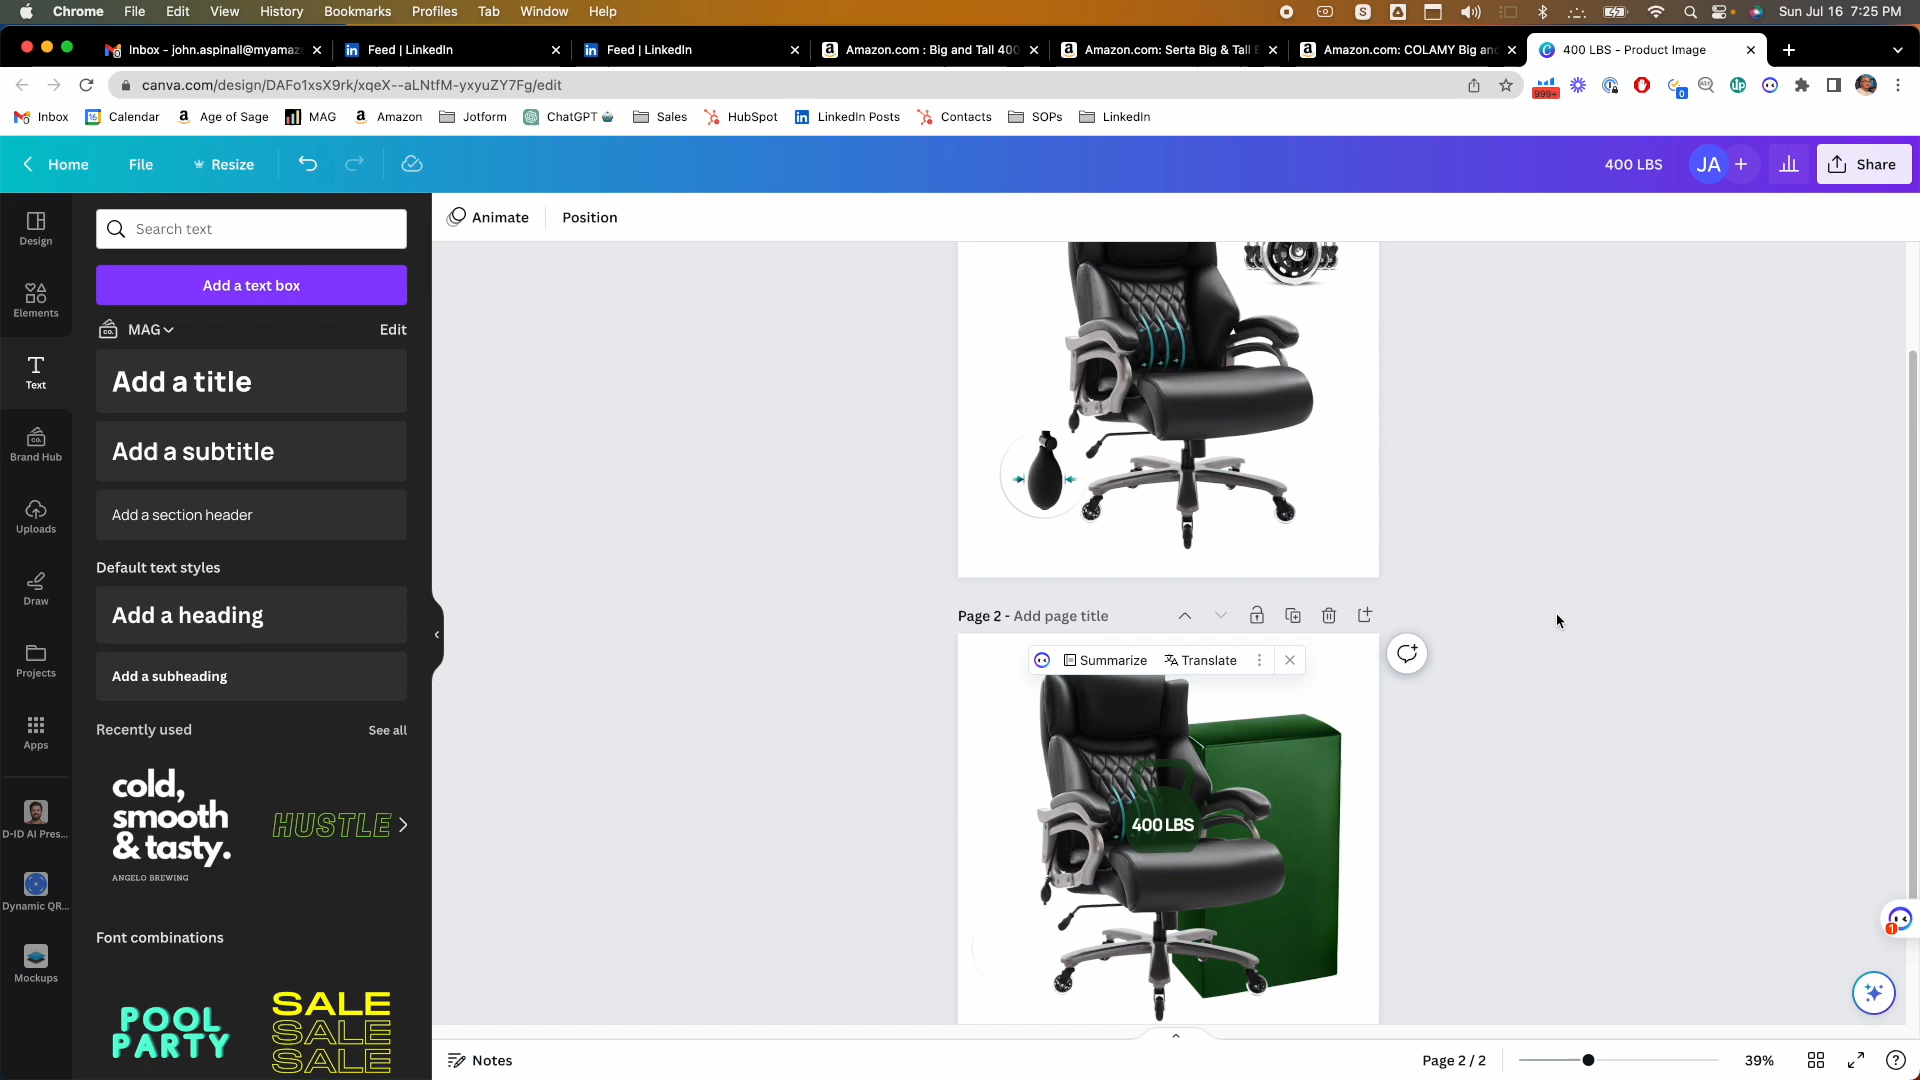 Chrome File Edit View History Bookmarks Profiles Tab Window Help
Sun Jul 16 7:25 PM
Inbox - john.aspinall@myamaz
Feed | LinkedIn
Feed | LinkedIn
Amazon.com : Big and Tall 400
Amazon.com: Serta Big & Tall E
Amazon.com: COLAMY Big and
400 LBS - Product Image
canva.com/design/DAFo1xsX9rk/xqeX--aLNtfM-yxyuZY7Fg/edit
999+
0
Inbox
16 Calendar
Age of Sage
MAG
Amazon
Jotform
ChatGPT
Sales
HubSpot
LinkedIn Posts
Contacts
SOPs
LinkedIn
Home File Resize
400 LBS
JA
Share
Design
Elements
Text
Brand Hub
Uploads
Draw
Projects
Apps
D-ID AI Pres...
Dynamic QR...
Mockups
Search text
Add a text box
MAG
Edit
Add a title
Add a subtitle
Add a section header
Default text styles
Add a heading
Add a subheading
Recently used
See all
cold,
smooth
& tasty.
ANGELO BREWING
HUSTLE
Font combinations
POOL
PARTY
SALE
SALE
SALE
Animate
Position
Page 2 - Add page title
Summarize
Translate
400 LBS
1
Notes
Page 2 / 2
39%